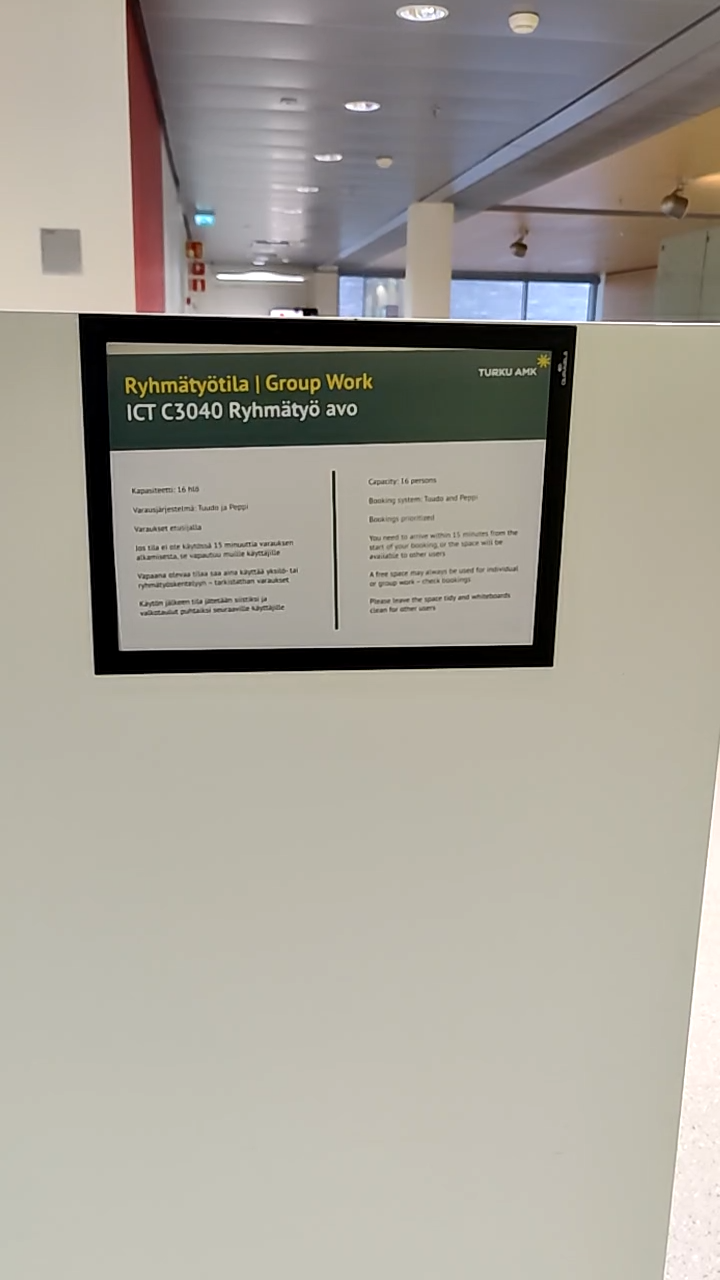 Ryhmätyötila | Group Work
ICT C3040 Ryhmätyö avo
TURKU AMK
Kapasiteetti: 16 hlö
Varausjärjestelmä: Tuudo ja Peppi
Varaukset etusijalla
Jos tila ei ole käytössä 15 minuuttia varauksen
alkamisesta, se vapautuu muille käyttäjille
Vapaana olevaa tilaa saa aina käyttää yksilö- tai
ryhmätyöskentelyyn – tarkistathan varaukset
Käytön jälkeen tila jätetään siistiksi ja
valkotaulut puhtaiksi seuraaville käyttäjille
Capacity: 16 persons
Booking system: Tuudo and Peppi
Bookings prioritized
You need to arrive within 15 minutes from the
start of your booking, or the space will be
available to other users
A free space may always be used for individual
or group work – check bookings
Please leave the space tidy and whiteboards
clean for other users